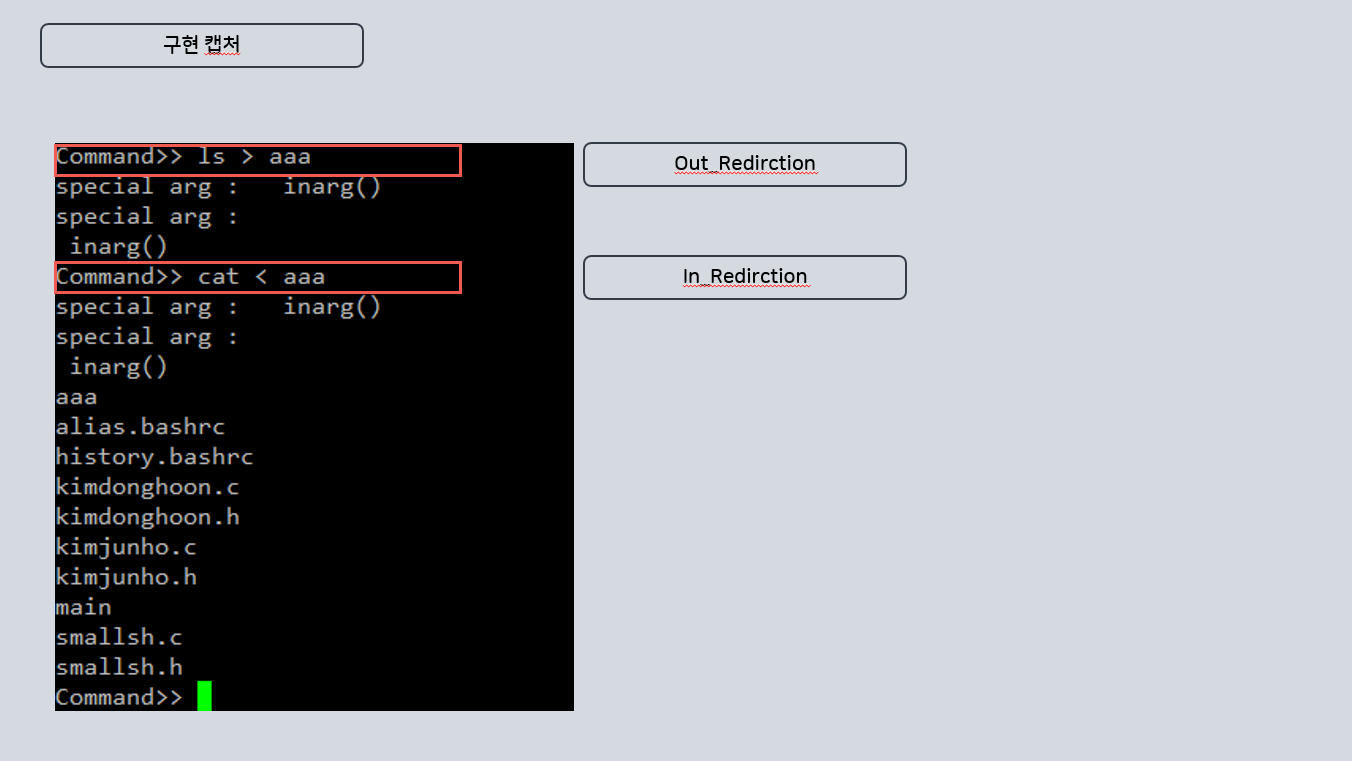 구현 캡처
Command>> ls > aaa
special arg :   inarg()
special arg :
 inarg()
Command>> cat < aaa
special arg :   inarg()
special arg :
 inarg()
aaa
alias.bashrc
history.bashrc
kimdonghoon.c
kimdonghoon.h
kimjunho.c
kimjunho.h
main
smallsh.c
smallsh.h
Command>>
Out_Redirction
In_Redirction